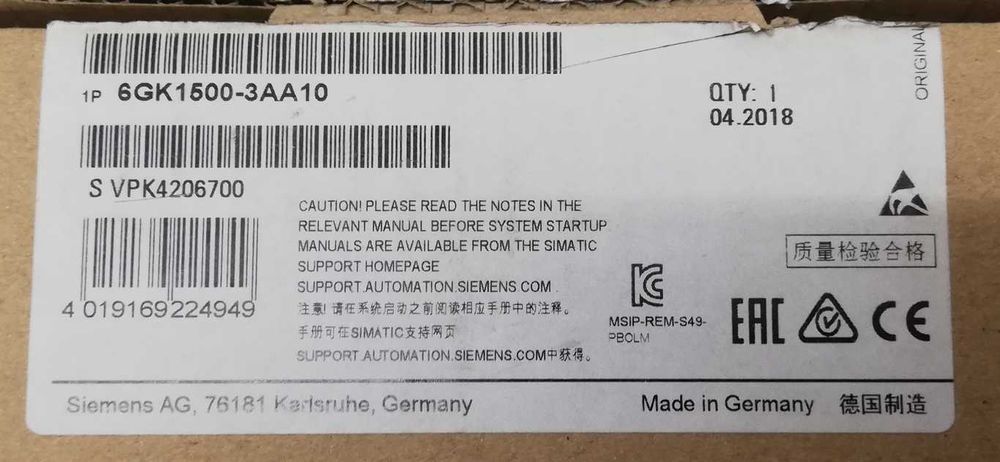 1P 6GK1500-3AA10
QTY: 1
04.2018
ORIGINAL
S VPK4206700
CAUTION! PLEASE READ THE NOTES IN THE
RELEVANT MANUAL BEFORE SYSTEM STARTUP
MANUALS ARE AVAILABLE FROM THE SIMATIC
SUPPORT HOMEPAGE
SUPPORT.AUTOMATION.SIEMENS.COM .
注意! 请在系统启动之前阅读相应手册中的注释。
手册可在SIMATIC支持网页
SUPPORT.AUTOMATION.SIEMENS.COM中获得。
4 019169 224949
质量检验合格
MSIP-REM-S49-
PBOLM
EAC
CE
Siemens AG, 76181 Karlsruhe, Germany
Made in Germany 德国制造